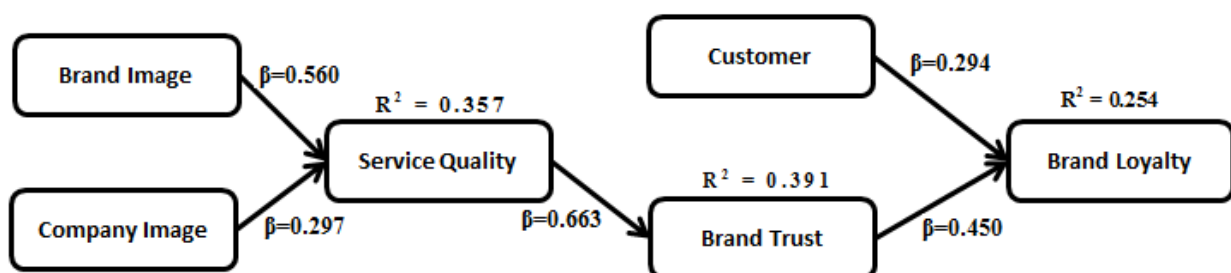 Brand Image
β=0.560
Company Image
β=0.297
R² = 0.357
Service Quality
β=0.663
Customer
β=0.294
R² = 0.391
Brand Trust
β=0.450
R² = 0.254
Brand Loyalty